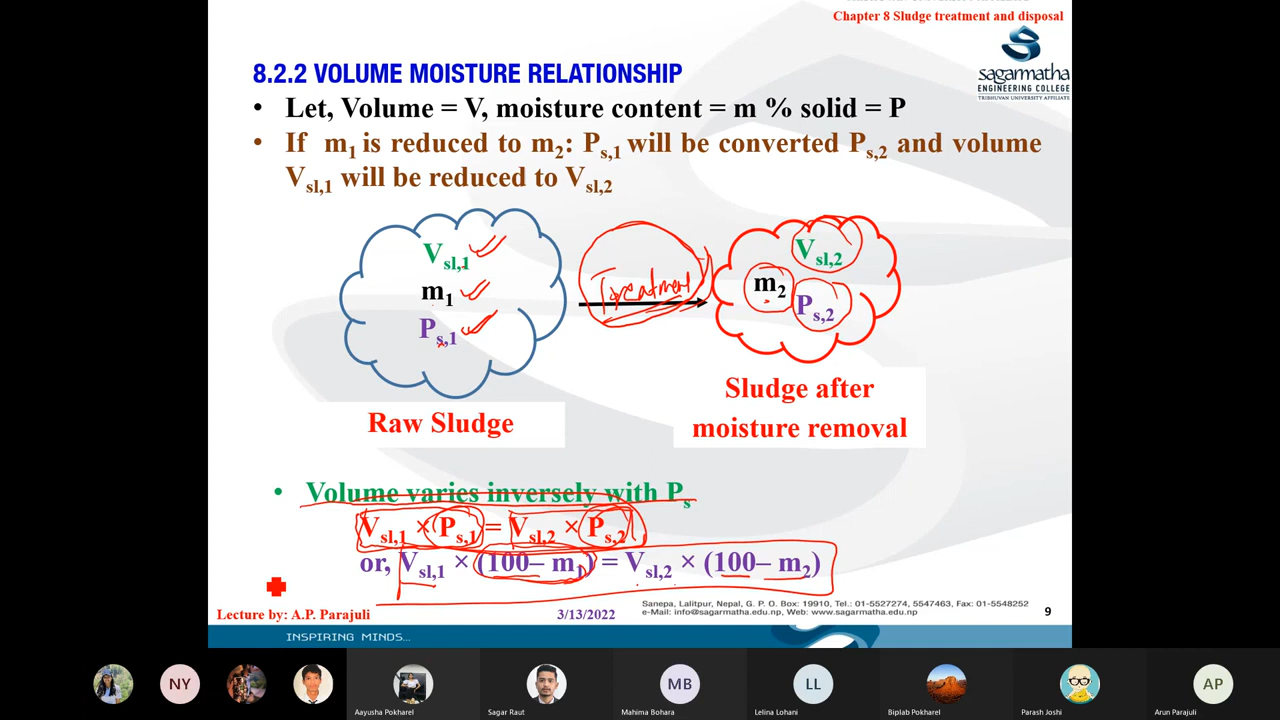 Chapter 8 Sludge treatment and disposal
sagarmatha
ENGINEERING COLLEGE
TRIBHUVAN UNIVERSITY AFFILIATE
8.2.2 VOLUME MOISTURE RELATIONSHIP
• Let, Volume = V, moisture content = m % solid = P
• If m1 is reduced to m2: Ps,1 will be converted Ps,2 and volume
Vsl,1 will be reduced to Vsl,2
Vsl,1
m1
Ps,1
Treatment
Vsl,2
m2
Ps,2
Raw Sludge
Sludge after
moisture removal
• Volume varies inversely with Ps
Vsl,1 × Ps,1 = Vsl,2 × Ps,2
or, Vsl,1 × (100– m1) = Vsl,2 × (100– m2)
Lecture by: A.P. Parajuli
3/13/2022
Sanepa, Lalitpur, Nepal, G. P. O. Box: 19910, Tel.: 01-5527274, 5547463, Fax: 01-5548252
e-Mail: info@sagarmatha.edu.np, Web: www.sagarmatha.edu.np
9
INSPIRING MINDS...
NY
MB
LL
AP
Aayusha Pokharel
Sagar Raut
Mahima Bohara
Lelina Lohani
Biplab Pokharel
Parash Joshi
Arun Parajuli